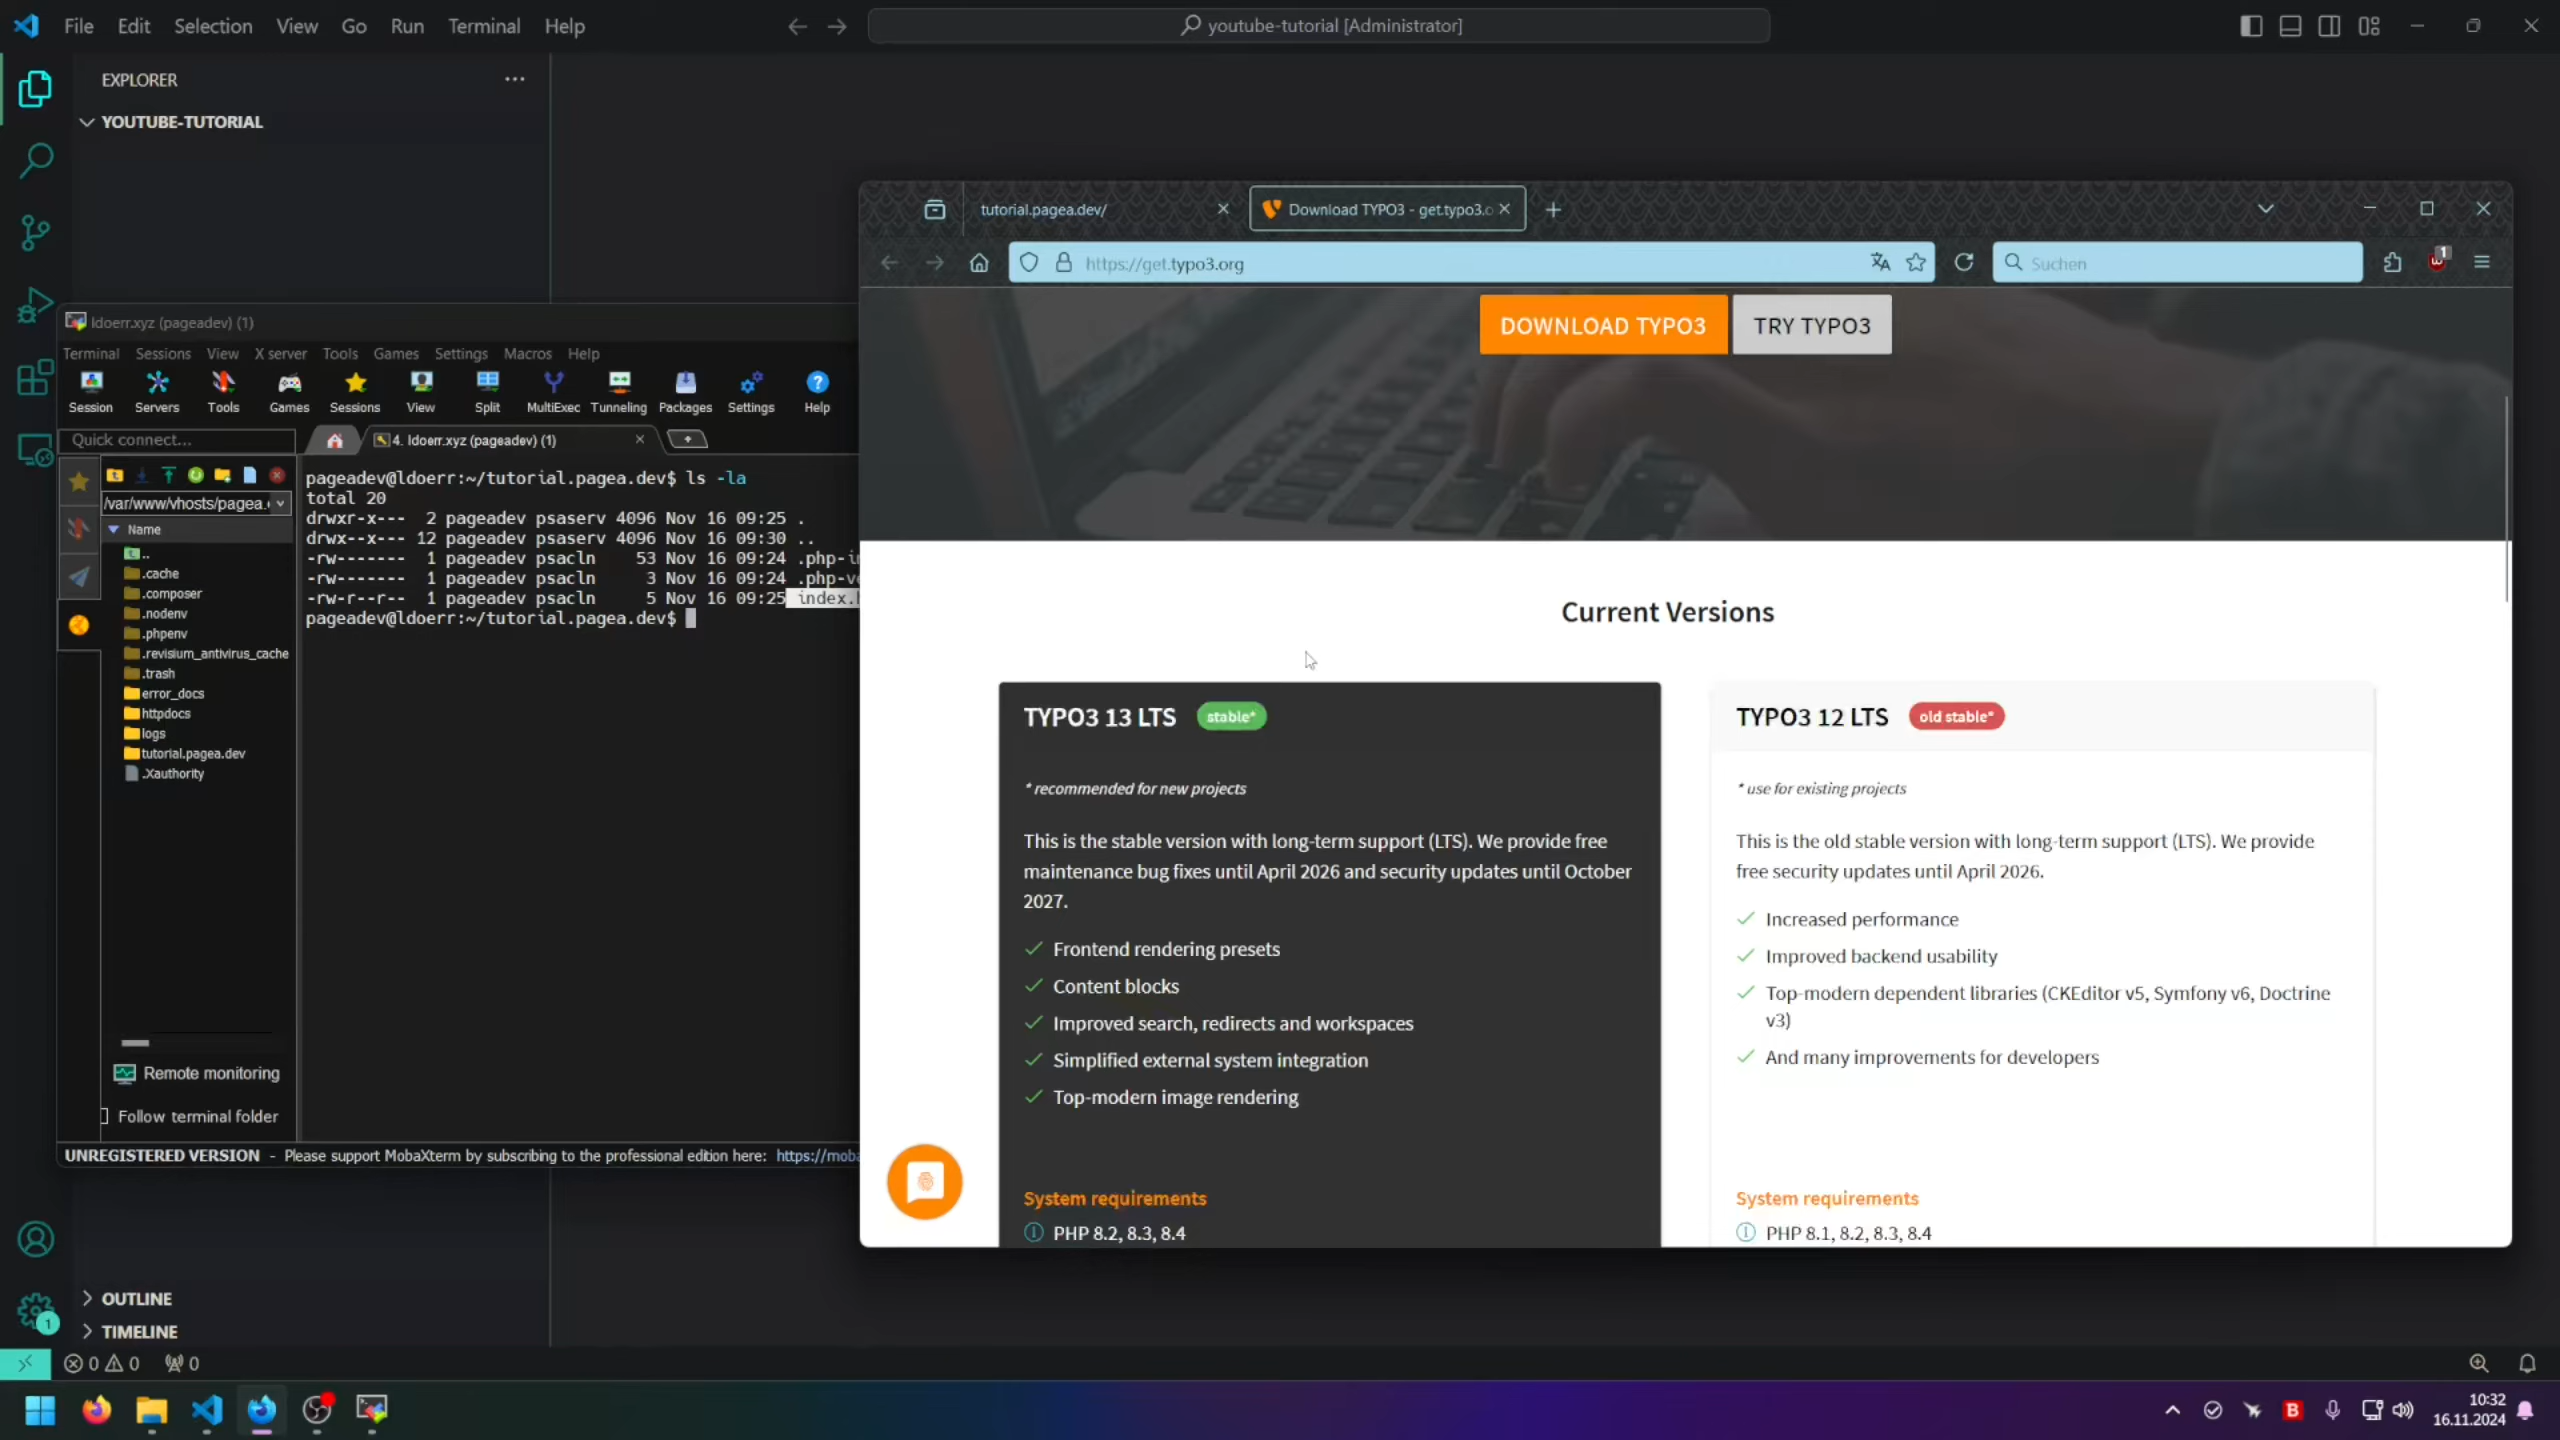 File Edit Selection View Go Run Terminal Help
youtube-tutorial [Administrator]
EXPLORER
YOUTUBE-TUTORIAL
OUTLINE
TIMELINE
0 0 0
1
ldoerr.xyz (pageadev) (1)
Terminal Sessions View X server Tools Games Settings Macros Help
Session Servers Tools Games Sessions View Split MultiExec Tunneling Packages Settings Help
Quick connect...
4. ldoerr.xyz (pageadev) (1)
/var/www/vhosts/pagea.
Name
..
.cache
.composer
.nodenv
.phpenv
.revisium_antivirus_cache
.trash
error_docs
httpdocs
logs
tutorial.pagea.dev
.Xauthority
Remote monitoring
Follow terminal folder
pageadev@ldoerr:~/tutorial.pagea.dev$ ls -la
total 20
drwxr-x--- 2 pageadev psaserv 4096 Nov 16 09:25 .
drwx--x--- 12 pageadev psaserv 4096 Nov 16 09:30 ..
-rw------- 1 pageadev psacln 53 Nov 16 09:24 .php-i
-rw------- 1 pageadev psacln 3 Nov 16 09:24 .php-v
-rw-r--r-- 1 pageadev psacln 5 Nov 16 09:25 index.
pageadev@ldoerr:~/tutorial.pagea.dev$
UNREGISTERED VERSION - Please support MobaXterm by subscribing to the professional edition here: https://moba
tutorial.pagea.dev/
Download TYPO3 - get.typo3.o
https://get.typo3.org
Suchen
1
DOWNLOAD TYPO3
TRY TYPO3
Current Versions
TYPO3 13 LTS stable*
* recommended for new projects
This is the stable version with long-term support (LTS). We provide free
maintenance bug fixes until April 2026 and security updates until October
2027.
Frontend rendering presets
Content blocks
Improved search, redirects and workspaces
Simplified external system integration
Top-modern image rendering
System requirements
PHP 8.2, 8.3, 8.4
TYPO3 12 LTS old stable*
* use for existing projects
This is the old stable version with long-term support (LTS). We provide
free security updates until April 2026.
Increased performance
Improved backend usability
Top-modern dependent libraries (CKEditor v5, Symfony v6, Doctrine
v3)
And many improvements for developers
System requirements
PHP 8.1, 8.2, 8.3, 8.4
B
10:32
16.11.2024